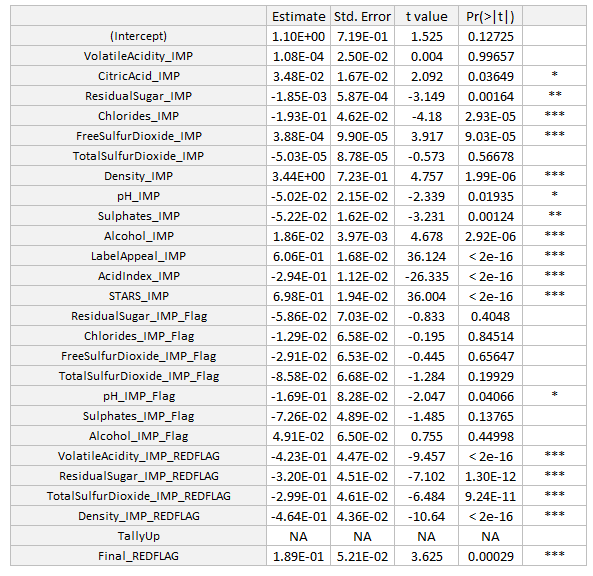 Estimate Std. Error t value Pr(>|t|)
(Intercept) 1.10E+00 7.19E-01 1.525 0.12725
VolatileAcidity_IMP 1.08E-04 2.50E-02 0.004 0.99657
CitricAcid_IMP 3.48E-02 1.67E-02 2.092 0.03649 *
ResidualSugar_IMP -1.85E-03 5.87E-04 -3.149 0.00164 **
Chlorides_IMP -1.93E-01 4.62E-02 -4.18 2.93E-05 ***
FreeSulfurDioxide_IMP 3.88E-04 9.90E-05 3.917 9.03E-05 ***
TotalSulfurDioxide_IMP -5.03E-05 8.78E-05 -0.573 0.56678
Density_IMP 3.44E+00 7.23E-01 4.757 1.99E-06 ***
pH_IMP -5.02E-02 2.15E-02 -2.339 0.01935 *
Sulphates_IMP -5.22E-02 1.62E-02 -3.231 0.00124 **
Alcohol_IMP 1.86E-02 3.97E-03 4.678 2.92E-06 ***
LabelAppeal_IMP 6.06E-01 1.68E-02 36.124 < 2e-16 ***
AcidIndex_IMP -2.94E-01 1.12E-02 -26.335 < 2e-16 ***
STARS_IMP 6.98E-01 1.94E-02 36.004 < 2e-16 ***
ResidualSugar_IMP_Flag -5.86E-02 7.03E-02 -0.833 0.4048
Chlorides_IMP_Flag -1.29E-02 6.58E-02 -0.195 0.84514
FreeSulfurDioxide_IMP_Flag -2.91E-02 6.53E-02 -0.445 0.65647
TotalSulfurDioxide_IMP_Flag -8.58E-02 6.68E-02 -1.284 0.19929
pH_IMP_Flag -1.69E-01 8.28E-02 -2.047 0.04066 *
Sulphates_IMP_Flag -7.26E-02 4.89E-02 -1.485 0.13765
Alcohol_IMP_Flag 4.91E-02 6.50E-02 0.755 0.44998
VolatileAcidity_IMP_REDFLAG -4.23E-01 4.47E-02 -9.457 < 2e-16 ***
ResidualSugar_IMP_REDFLAG -3.20E-01 4.51E-02 -7.102 1.30E-12 ***
TotalSulfurDioxide_IMP_REDFLAG -2.99E-01 4.61E-02 -6.484 9.24E-11 ***
Density_IMP_REDFLAG -4.64E-01 4.36E-02 -10.64 < 2e-16 ***
TallyUp NA NA NA NA
Final_REDFLAG 1.89E-01 5.21E-02 3.625 0.00029 ***